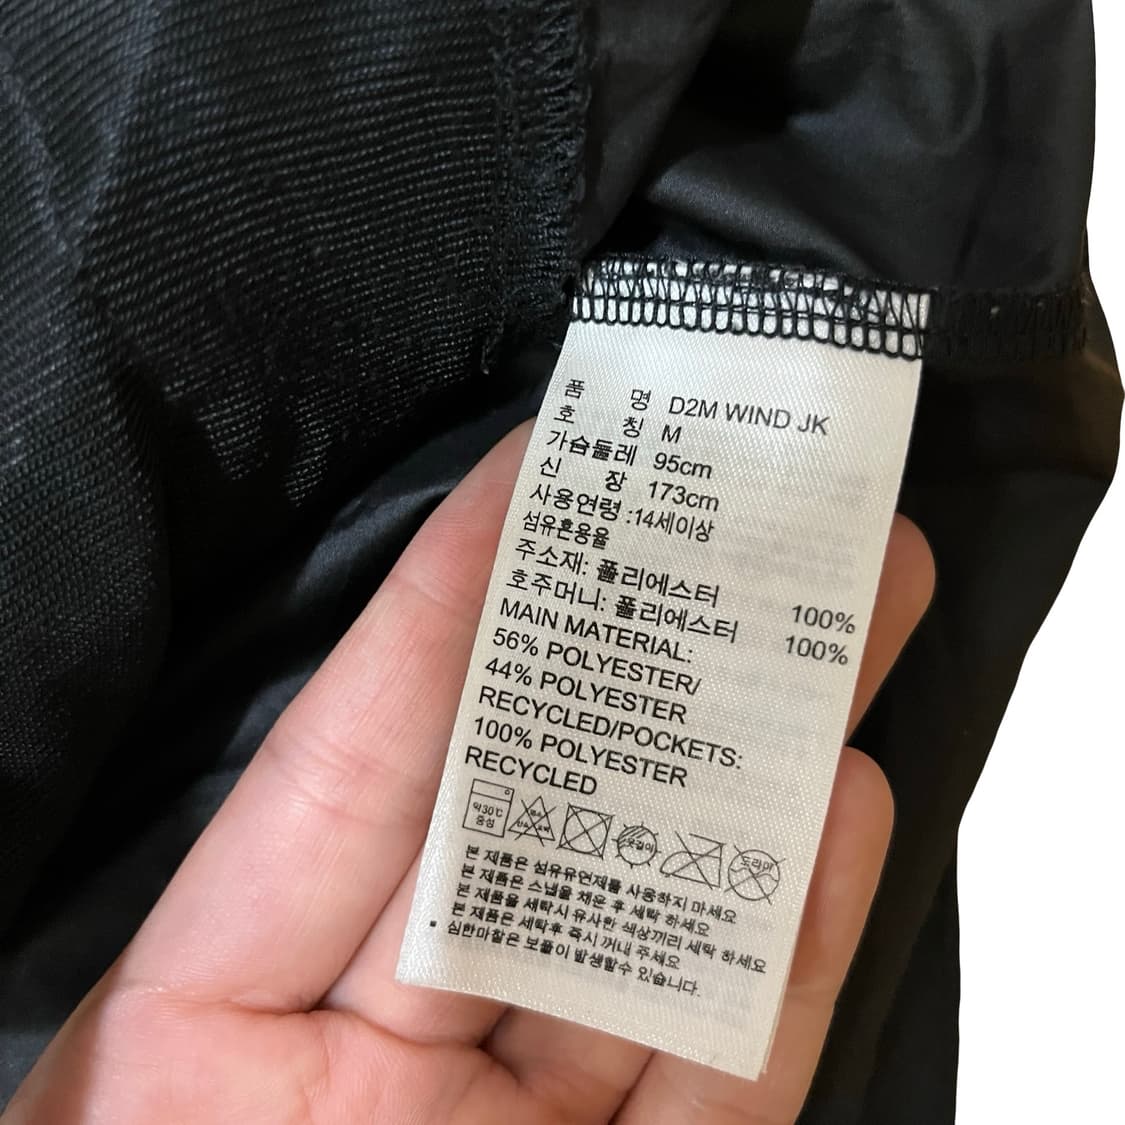 품 명 D2M WIND JK
호 칭 M
가슴둘레 95cm
신 장 173cm
사용연령 :14세이상
섬유혼용율
주소재: 폴리에스터 100%
호주머니: 폴리에스터 100%
MAIN MATERIAL:
56% POLYESTER/
44% POLYESTER
RECYCLED/POCKETS:
100% POLYESTER
RECYCLED
약30℃
중성
옷걸이
드라이
본 제품은 섬유유연제를 사용하지 마세요
본 제품은 스냅을 채운 후 세탁 하세요
본 제품을 세탁시 유사한 색상끼리 세탁 하세요
본 제품은 세탁후 즉시 꺼내 주세요
▪ 심한마찰은 보풀이 발생할수 있습니다.